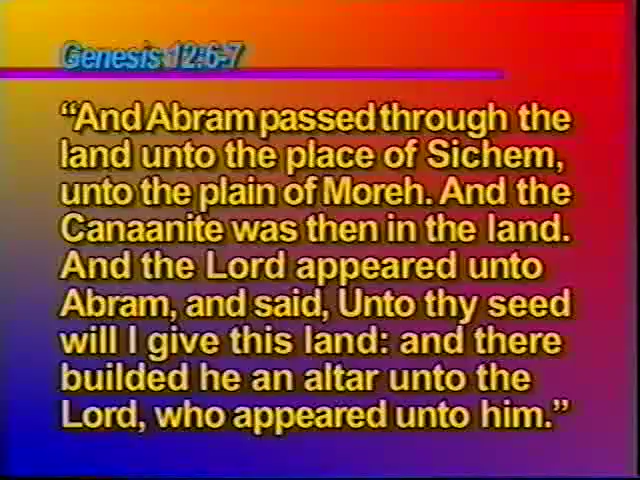 Genesis 12:6-7
“And Abram passed through the
land unto the place of Sichem,
unto the plain of Moreh. And the
Canaanite was then in the land.
And the Lord appeared unto
Abram, and said, Unto thy seed
will I give this land: and there
builded he an altar unto the
Lord, who appeared unto him.”